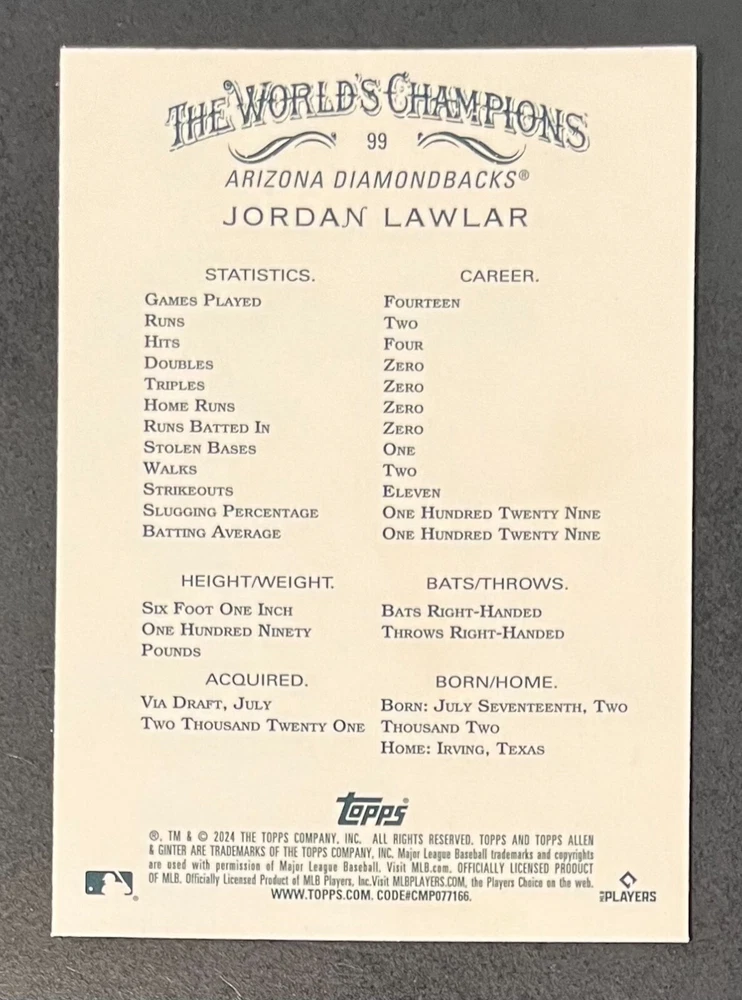 THE WORLD'S CHAMPIONS
99
ARIZONA DIAMONDBACKS®
JORDAN LAWLAR
STATISTICS. CAREER.
GAMES PLAYED FOURTEEN
RUNS TWO
HITS FOUR
DOUBLES ZERO
TRIPLES ZERO
HOME RUNS ZERO
RUNS BATTED IN ZERO
STOLEN BASES ONE
WALKS TWO
STRIKEOUTS ELEVEN
SLUGGING PERCENTAGE ONE HUNDRED TWENTY NINE
BATTING AVERAGE ONE HUNDRED TWENTY NINE
HEIGHT/WEIGHT. BATS/THROWS.
SIX FOOT ONE INCH BATS RIGHT-HANDED
ONE HUNDRED NINETY THROWS RIGHT-HANDED
POUNDS
ACQUIRED. BORN/HOME.
VIA DRAFT, JULY BORN: JULY SEVENTEENTH, TWO
TWO THOUSAND TWENTY ONE THOUSAND TWO
HOME: IRVING, TEXAS
Topps®
®, TM & © 2024 THE TOPPS COMPANY, INC. ALL RIGHTS RESERVED. TOPPS AND TOPPS ALLEN
& GINTER ARE TRADEMARKS OF THE TOPPS COMPANY, INC. Major League Baseball trademarks and copyrights
are used with permission of Major League Baseball. Visit MLB.com. OFFICIALLY LICENSED PRODUCT
OF MLB. Officially Licensed Product of MLB Players, Inc.Visit MLBPLAYERS.COM, the Players Choice on the web.
WWW.TOPPS.COM. CODE#CMP077166.
MLB PLAYERS